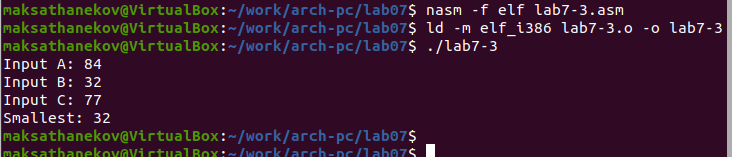 maksathanekov@VirtualBox:~/work/arch-pc/lab07$ nasm -f elf lab7-3.asm
maksathanekov@VirtualBox:~/work/arch-pc/lab07$ ld -m elf_i386 lab7-3.o -o lab7-3
maksathanekov@VirtualBox:~/work/arch-pc/lab07$ ./lab7-3
Input A: 84
Input B: 32
Input C: 77
Smallest: 32
maksathanekov@VirtualBox:~/work/arch-pc/lab07$
maksathanekov@VirtualBox:~/work/arch-pc/lab07$